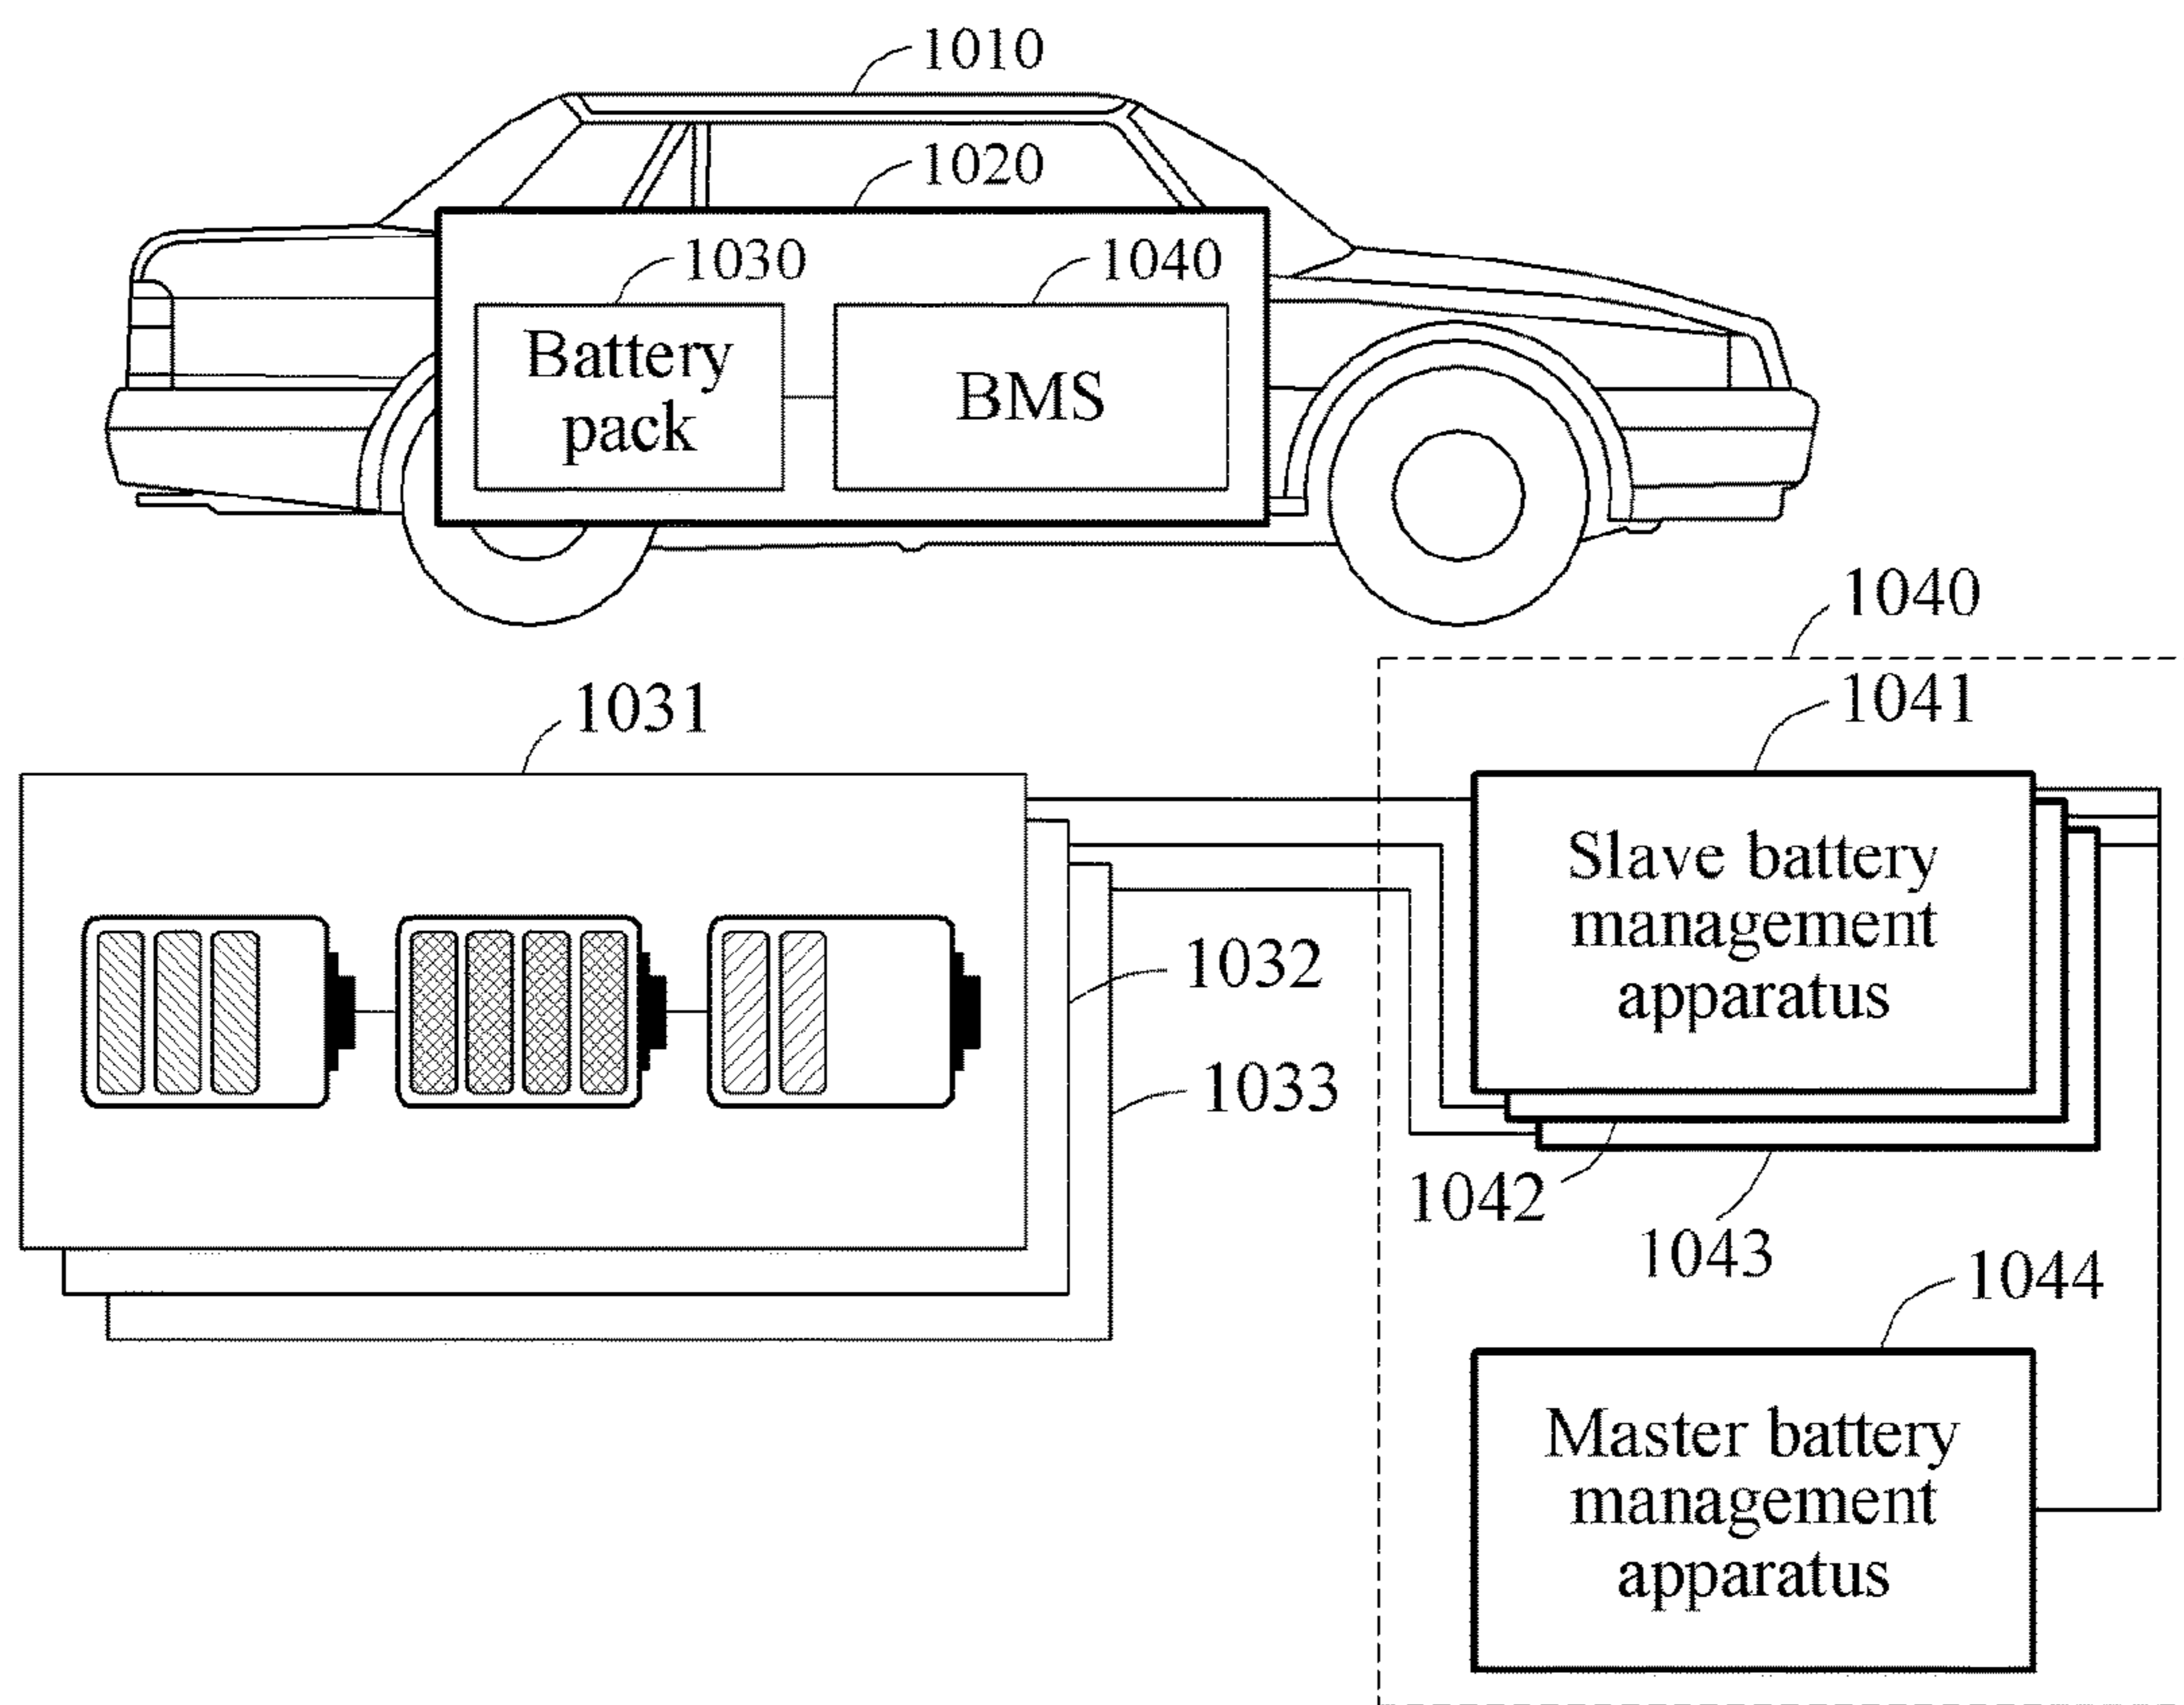 1010
1020
1030
1040
Battery
pack
BMS
1040
1031
1041
Slave battery
management
apparatus
1032
1033
1042
1043
1044
Master battery
management
apparatus